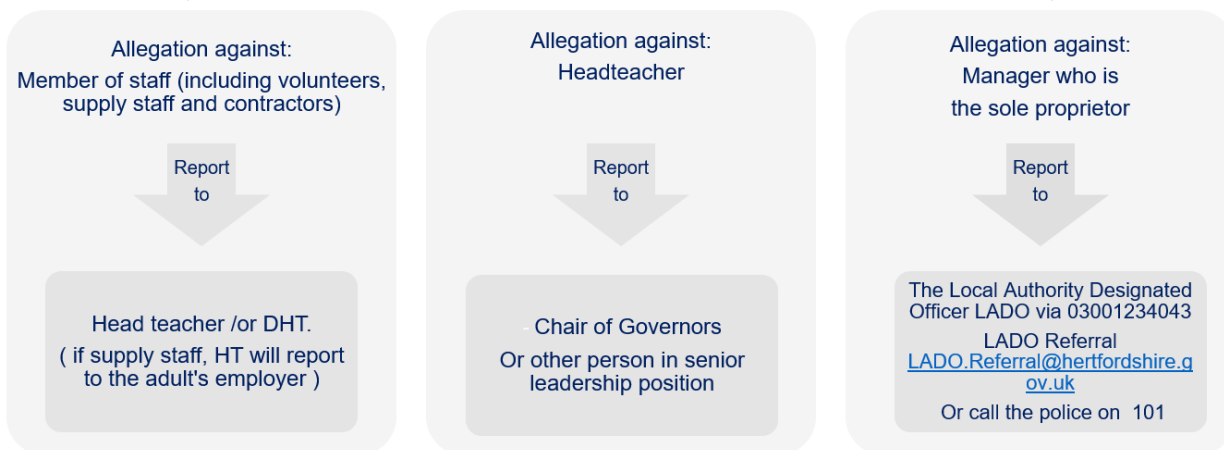 Allegation against:
Member of staff (including volunteers,
supply staff and contractors)
Report
to
Head teacher /or DHT.
( if supply staff, HT will report
to the adult's employer )
Allegation against:
Headteacher
Report
to
- Chair of Governors
Or other person in senior
leadership position
Allegation against:
Manager who is
the sole proprietor
Report
to
The Local Authority Designated
Officer LADO via 03001234043
LADO Referral
LADO.Referral@hertfordshire.g
ov.uk
Or call the police on 101